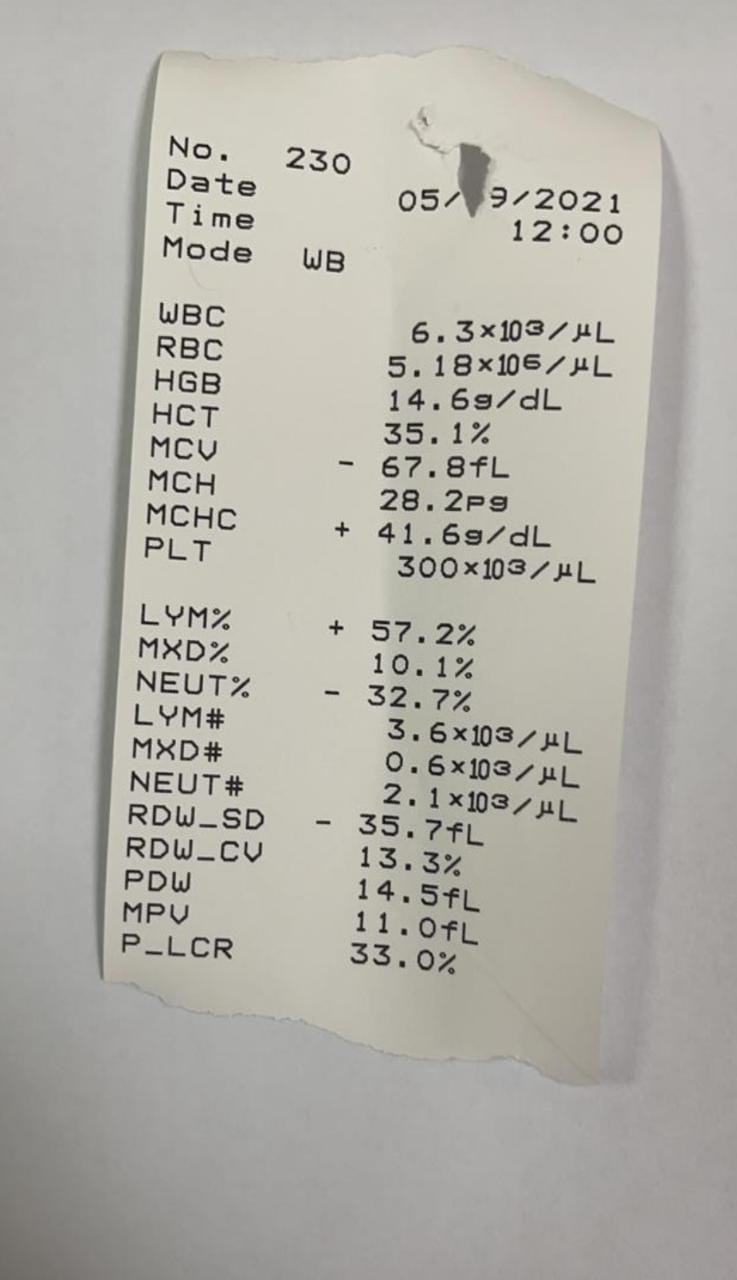 No. 230
Date 05/ 9/2021
Time 12:00
Mode WB
WBC 6.3×10³/μL
RBC 5.18×10⁶/μL
HGB 14.6g/dL
HCT 35.1%
MCV - 67.8fL
MCH 28.2pg
MCHC + 41.6g/dL
PLT 300×10³/μL
LYM% + 57.2%
MXD% 10.1%
NEUT% - 32.7%
LYM# 3.6×10³/μL
MXD# 0.6×10³/μL
NEUT# 2.1×10³/μL
RDW_SD - 35.7fL
RDW_CV 13.3%
PDW 14.5fL
MPV 11.0fL
P_LCR 33.0%